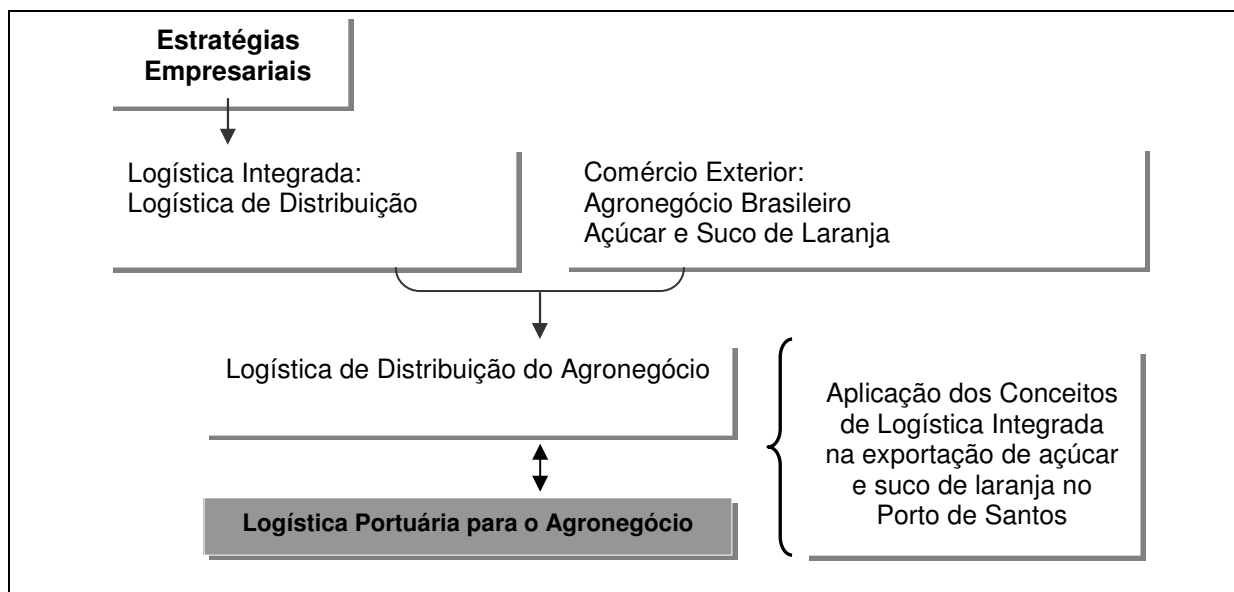 Estratégias
Empresariais
Logística Integrada:
Logística de Distribuição
Comércio Exterior:
Agronegócio Brasileiro
Açúcar e Suco de Laranja
Logística de Distribuição do Agronegócio
Aplicação dos Conceitos
de Logística Integrada
na exportação de açúcar
e suco de laranja no
Porto de Santos
Logística Portuária para o Agronegócio